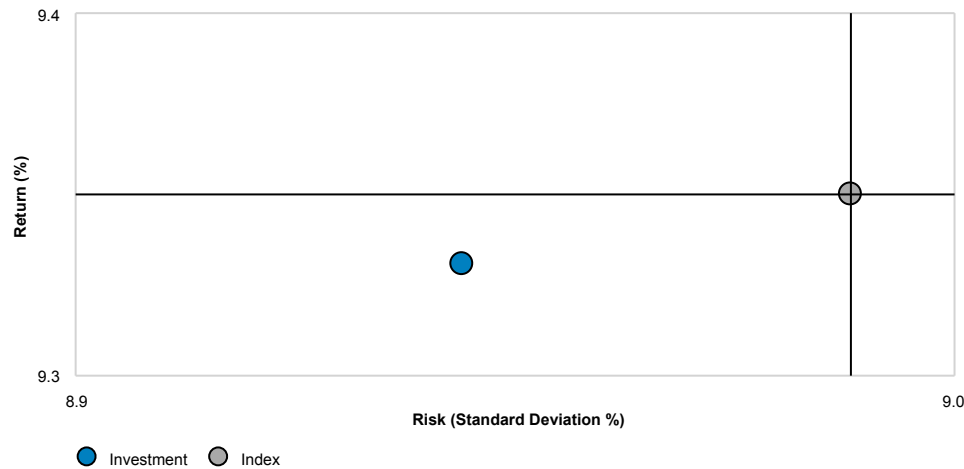 9.4
Return (%)
9.3
8.9
9.0
Risk (Standard Deviation %)
Investment
Index